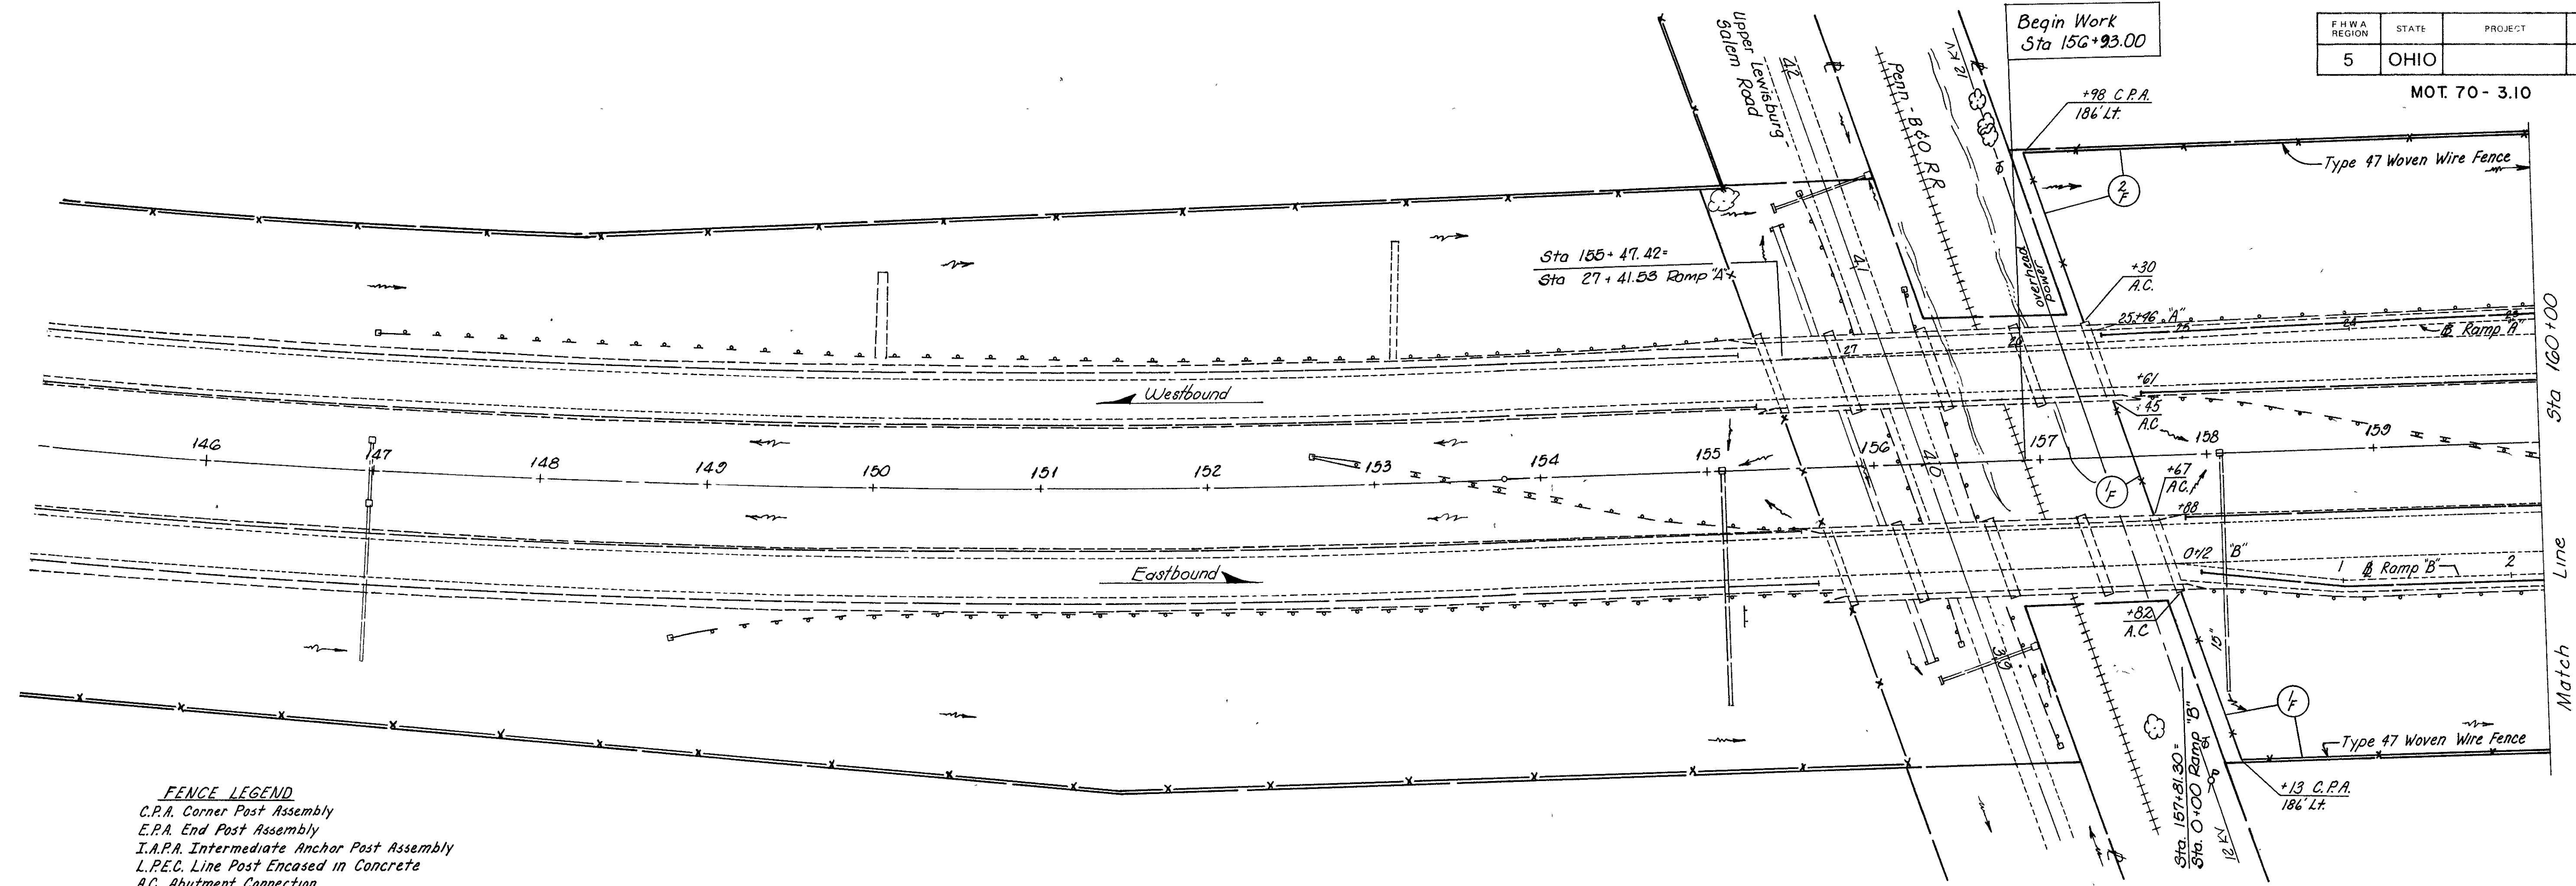 Begin Work
Sta 156+93.00
FHWA REGION STATE PROJECT
5 OHIO
MOT. 70 - 3.10
Upper Lewisburg -
Salem Road
42
Penn - B&O RR
12 KV
+98 C.P.A.
186' Lt.
Type 47 Woven Wire Fence
2
F
Sta 155+47.42=
Sta 27+41.53 Ramp "A"
41
overhead
power
+30
A.C.
25+46 "A"
27 26 25 24 23
℄ Ramp "A"
Westbound
+61
+45
A.C.
146 147 148 149 150 151 152 153 154 155 156 157 158 159
40
1
F
+67
A.C.
+88
Eastbound
0+12 "B"
1 ℄ Ramp "B" 2
+82
A.C.
15"
39
1
F
Type 47 Woven Wire Fence
+13 C.P.A.
186' Lt.
Sta. 157+81.30=
Sta. 0+00 Ramp "B"
12 KV
Sta 160+00
Match Line
FENCE LEGEND
C.P.A. Corner Post Assembly
E.P.A. End Post Assembly
I.A.P.A. Intermediate Anchor Post Assembly
L.P.E.C. Line Post Encased in Concrete
A.C. Abutment Connection